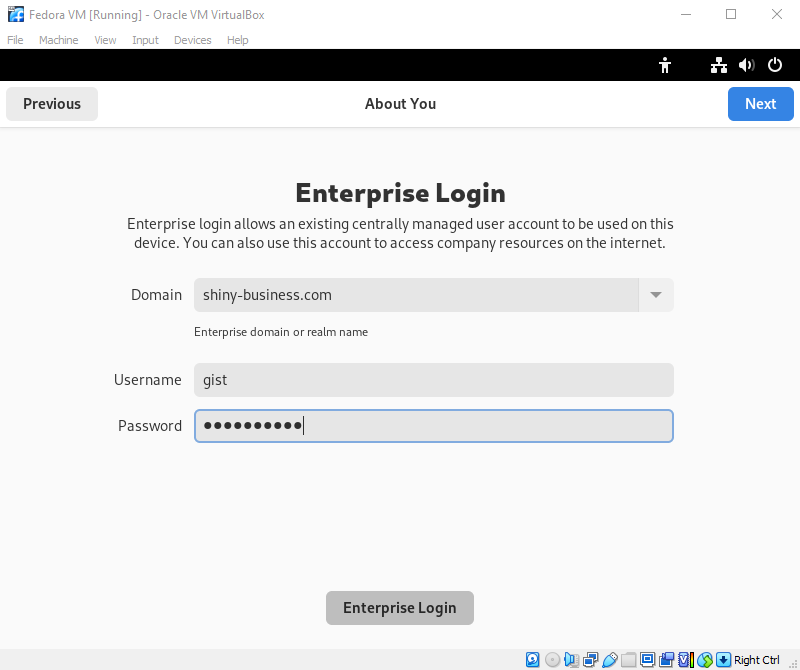 Fedora VM [Running] - Oracle VM VirtualBox
File Machine View Input Devices Help
Previous About You Next
Enterprise Login
Enterprise login allows an existing centrally managed user account to be used on this
device. You can also use this account to access company resources on the internet.
Domain shiny-business.com
Enterprise domain or realm name
Username gist
Password ●●●●●●●●●●
Enterprise Login
Right Ctrl